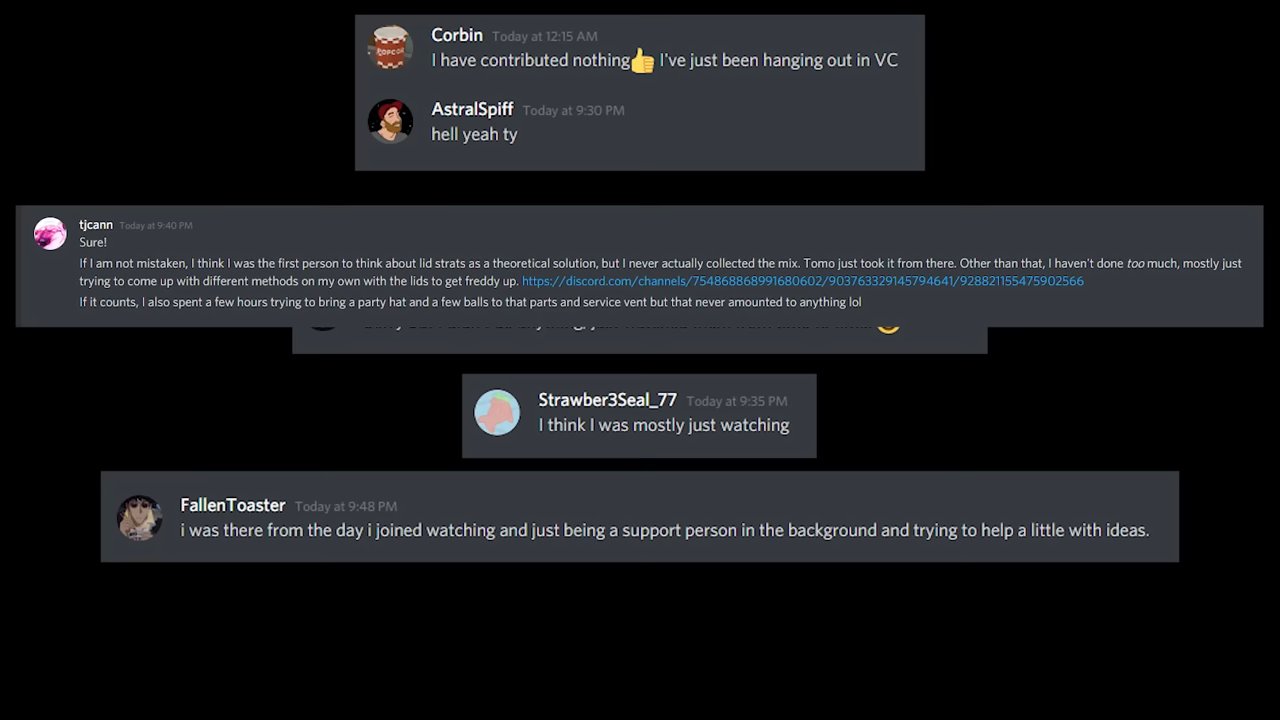 Corbin Today at 12:15 AM
I have contributed nothing👍 I've just been hanging out in VC
AstralSpiff Today at 9:30 PM
hell yeah ty
tjcann Today at 9:40 PM
Sure!
If I am not mistaken, I think I was the first person to think about lid strats as a theoretical solution, but I never actually collected the mix. Tomo just took it from there. Other than that, I haven't done too much, mostly just
trying to come up with different methods on my own with the lids to get freddy up. https://discord.com/channels/754868868991680602/903763329145794641/928821155475902566
If it counts, I also spent a few hours trying to bring a party hat and a few balls to that parts and service vent but that never amounted to anything lol
Strawber3Seal_77 Today at 9:35 PM
I think I was mostly just watching
FallenToaster Today at 9:48 PM
i was there from the day i joined watching and just being a support person in the background and trying to help a little with ideas.